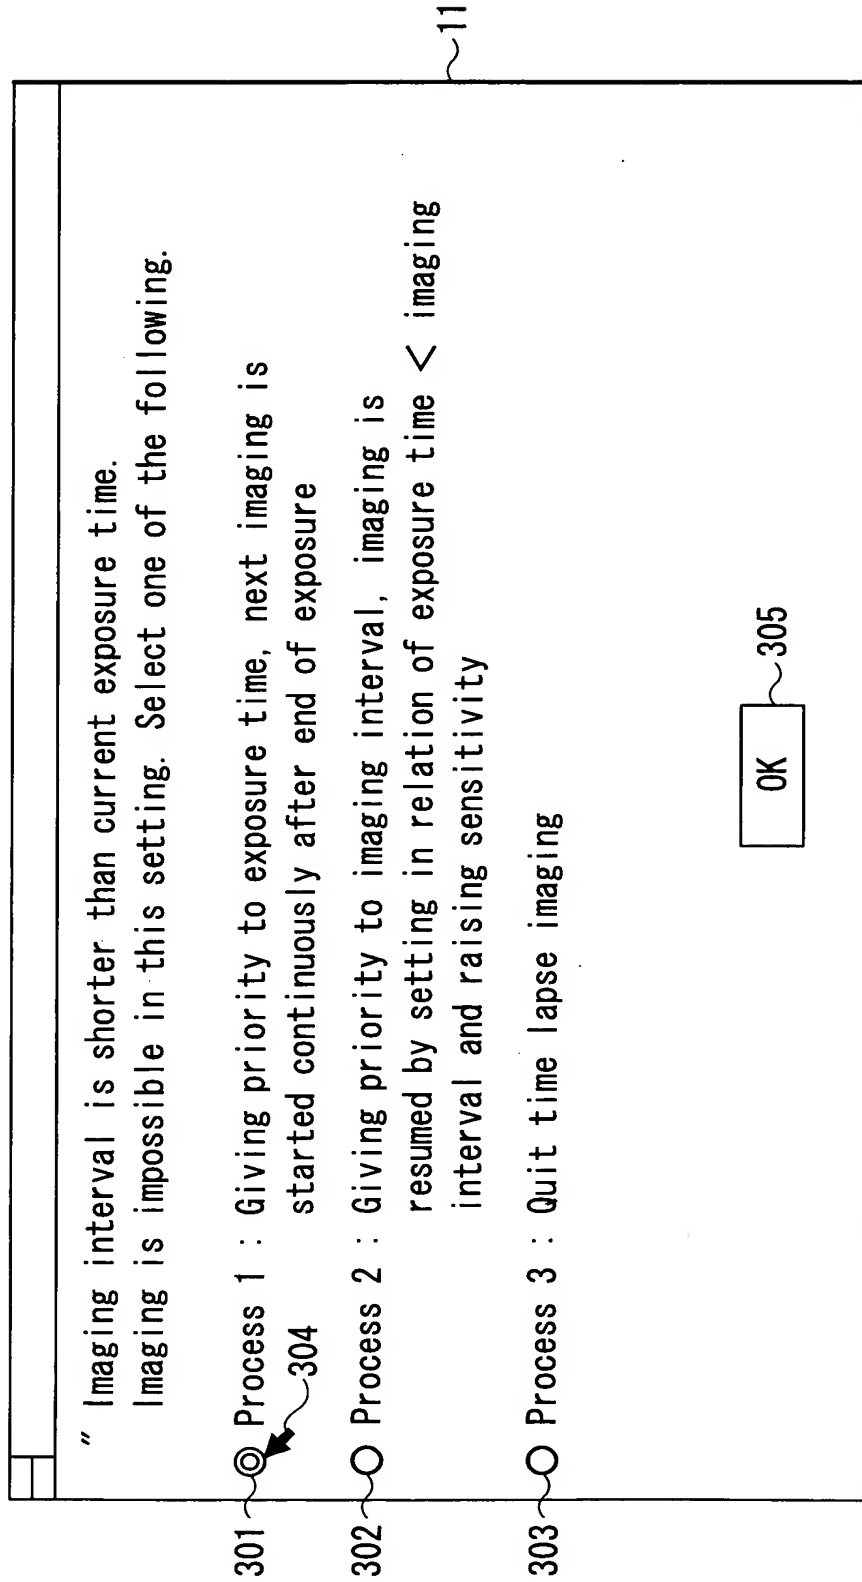 11
" Imaging interval is shorter than current exposure time.
Imaging is impossible in this setting. Select one of the following.
301
Process 1 : Giving priority to exposure time, next imaging is
started continuously after end of exposure
304
302
Process 2 : Giving priority to imaging interval, imaging is
resumed by setting in relation of exposure time < imaging
interval and raising sensitivity
303
Process 3 : Quit time lapse imaging
OK
305